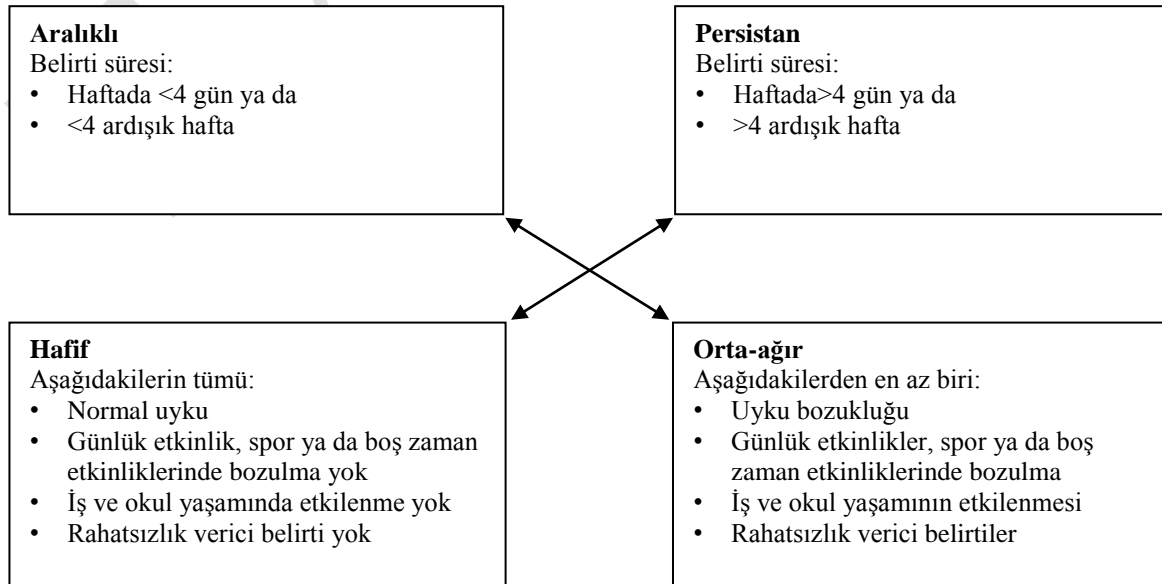 Aralıklı
Belirti süresi:
• Haftada <4 gün ya da
• <4 ardışık hafta
Persistan
Belirti süresi:
• Haftada>4 gün ya da
• >4 ardışık hafta
Hafif
Aşağıdakilerin tümü:
• Normal uyku
• Günlük etkinlik, spor ya da boş zaman
etkinliklerinde bozulma yok
• İş ve okul yaşamında etkilenme yok
• Rahatsızlık verici belirti yok
Orta-ağır
Aşağıdakilerden en az biri:
• Uyku bozukluğu
• Günlük etkinlikler, spor ya da boş
zaman etkinliklerinde bozulma
• İş ve okul yaşamının etkilenmesi
• Rahatsızlık verici belirtiler